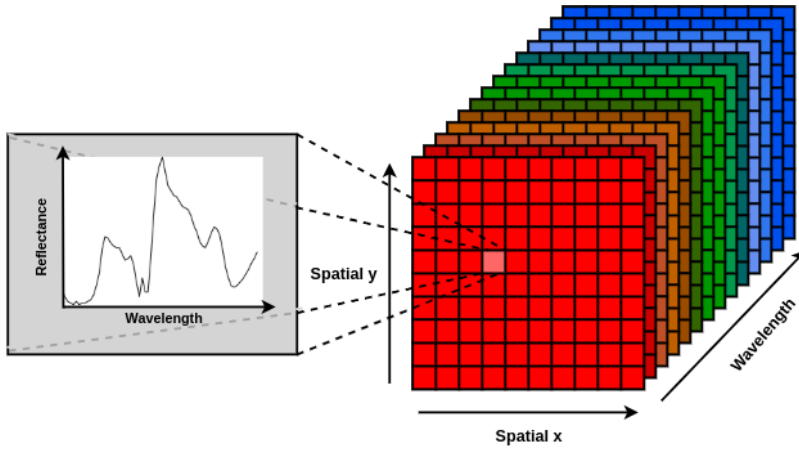 Reflectance
Wavelength
Spatial y
Spatial x
Wavelength